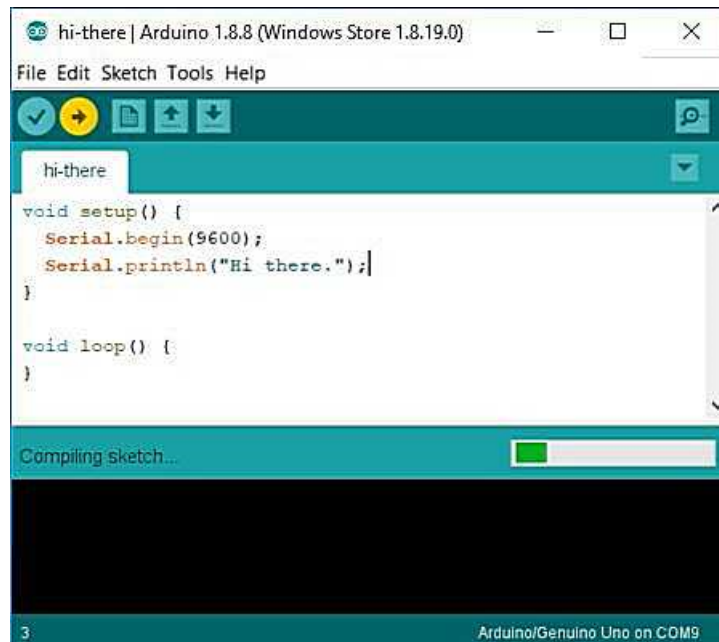 hi-there | Arduino 1.8.8 (Windows Store 1.8.19.0)
File Edit Sketch Tools Help
hi-there
void setup() {
  Serial.begin(9600);
  Serial.println("Hi there.");
}
void loop() {
}
Compiling sketch...
3 Arduino/Genuino Uno on COM9